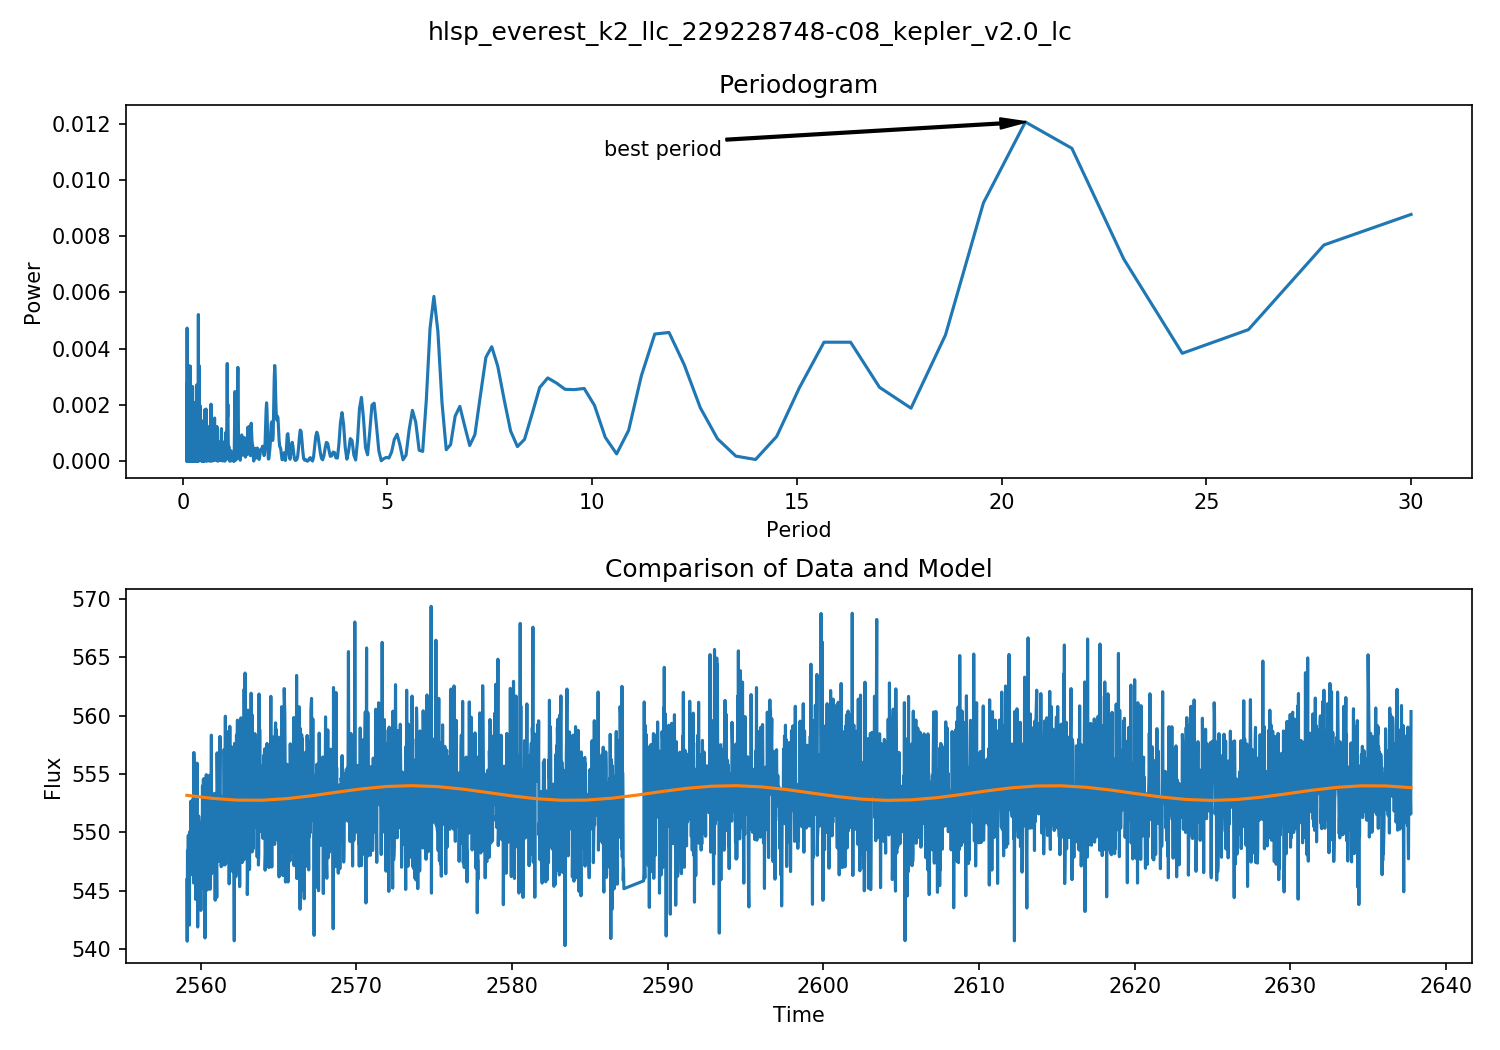 hlsp_everest_k2_llc_229228748-c08_kepler_v2.0_lc
Periodogram
0.012
0.010
0.008
0.006
0.004
0.002
0.000
Power
best period
0 5 10 15 20 25 30
Period
Comparison of Data and Model
570
565
560
555
550
545
540
Flux
2560 2570 2580 2590 2600 2610 2620 2630 2640
Time